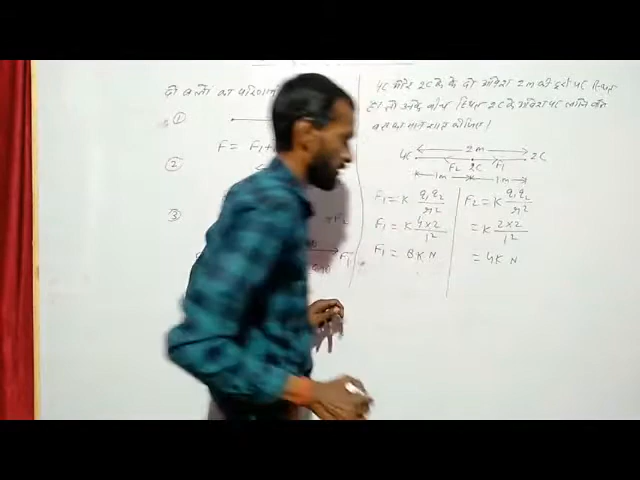 दो बलों का परिणाम
①
F = F₁+
②
③
F₁
4C और 2C के दो आवेश 2m की दूरी पर स्थित
है तो उनके बीच स्थित 2C के आवेश पर लगने वाले
बल का मान ज्ञात कीजिए।
2m
4C F₂ 2C F₁ 2C
1m 1m
F₁ = K q₁q₂/r²
F₁ = K 4×2/1²
F₁ = 8K N
F₂ = K q₁q₂/r²
= K 2×2/1²
= 4K N